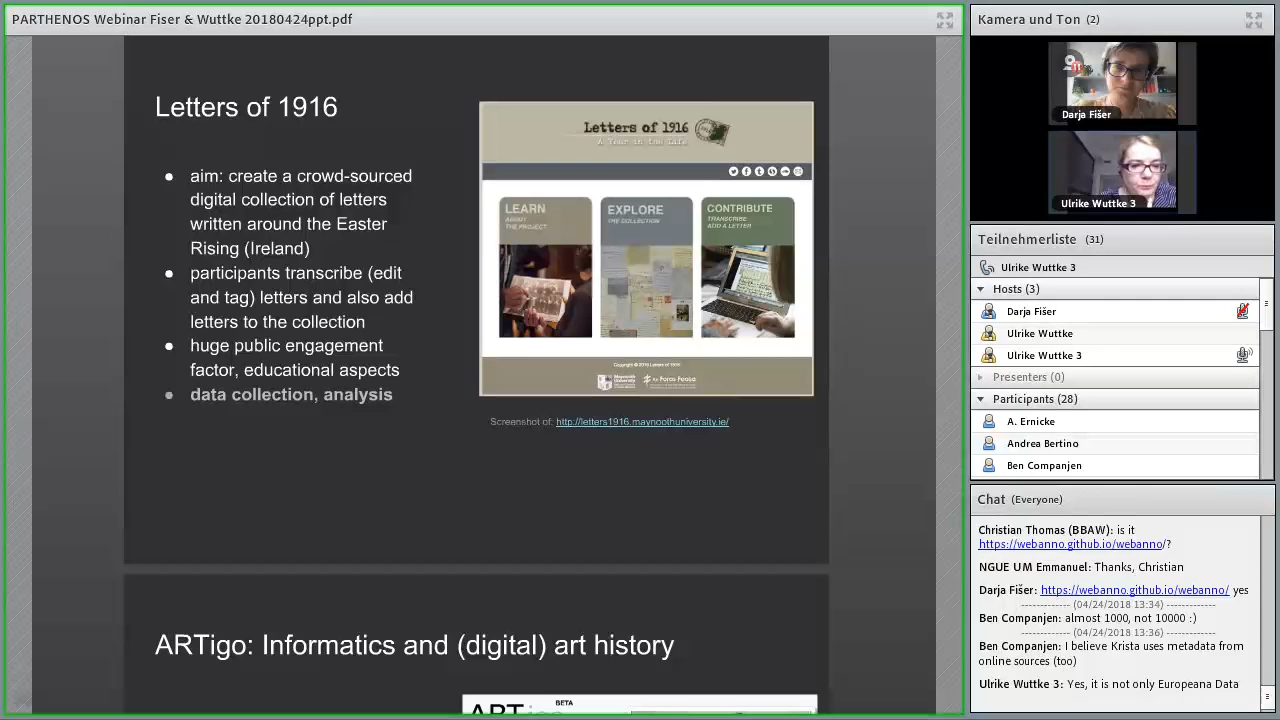 PARTHENOS Webinar Fiser & Wuttke 20180424ppt.pdf
Letters of 1916
aim: create a crowd-sourced
digital collection of letters
written around the Easter
Rising (Ireland)
participants transcribe (edit
and tag) letters and also add
letters to the collection
huge public engagement
factor, educational aspects
data collection, analysis
Letters of 1916
A Year in the Life
LEARN
ABOUT
THE PROJECT
EXPLORE
THE COLLECTION
CONTRIBUTE
TRANSCRIBE
ADD A LETTER
Copyright © 2016 Letters of 1916
Maynooth
University
An Foras Feasa
Screenshot of: http://letters1916.maynoothuniversity.ie/
ARTigo: Informatics and (digital) art history
BETA
Kamera und Ton (2)
Darja Fišer
Ulrike Wuttke 3
Teilnehmerliste (31)
Ulrike Wuttke 3
Hosts (3)
Darja Fišer
Ulrike Wuttke
Ulrike Wuttke 3
Presenters (0)
Participants (28)
A. Ernicke
Andrea Bertino
Ben Companjen
Chat (Everyone)
Christian Thomas (BBAW): is it
https://webanno.github.io/webanno/?
NGUE UM Emmanuel: Thanks, Christian
Darja Fišer: https://webanno.github.io/webanno/ yes
------------- (04/24/2018 13:34) -------------
Ben Companjen: almost 1000, not 10000 :)
------------- (04/24/2018 13:36) -------------
Ben Companjen: I believe Krista uses metadata from
online sources (too)
Ulrike Wuttke 3: Yes, it is not only Europeana Data